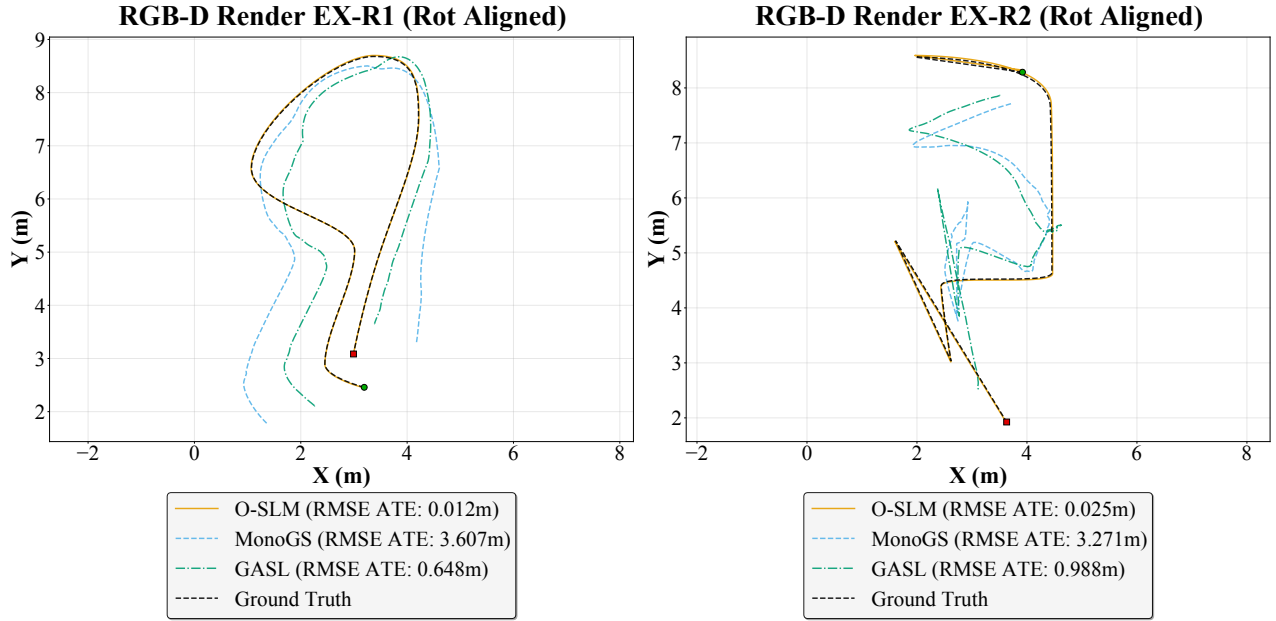 RGB-D Render EX-R1 (Rot Aligned)
9
8
7
6
5
4
3
2
Y (m)
−2
0
2
4
6
8
X (m)
O-SLM (RMSE ATE: 0.012m)
MonoGS (RMSE ATE: 3.607m)
GASL (RMSE ATE: 0.648m)
Ground Truth
RGB-D Render EX-R2 (Rot Aligned)
8
7
6
5
4
3
2
Y (m)
−2
0
2
4
6
8
X (m)
O-SLM (RMSE ATE: 0.025m)
MonoGS (RMSE ATE: 3.271m)
GASL (RMSE ATE: 0.988m)
Ground Truth